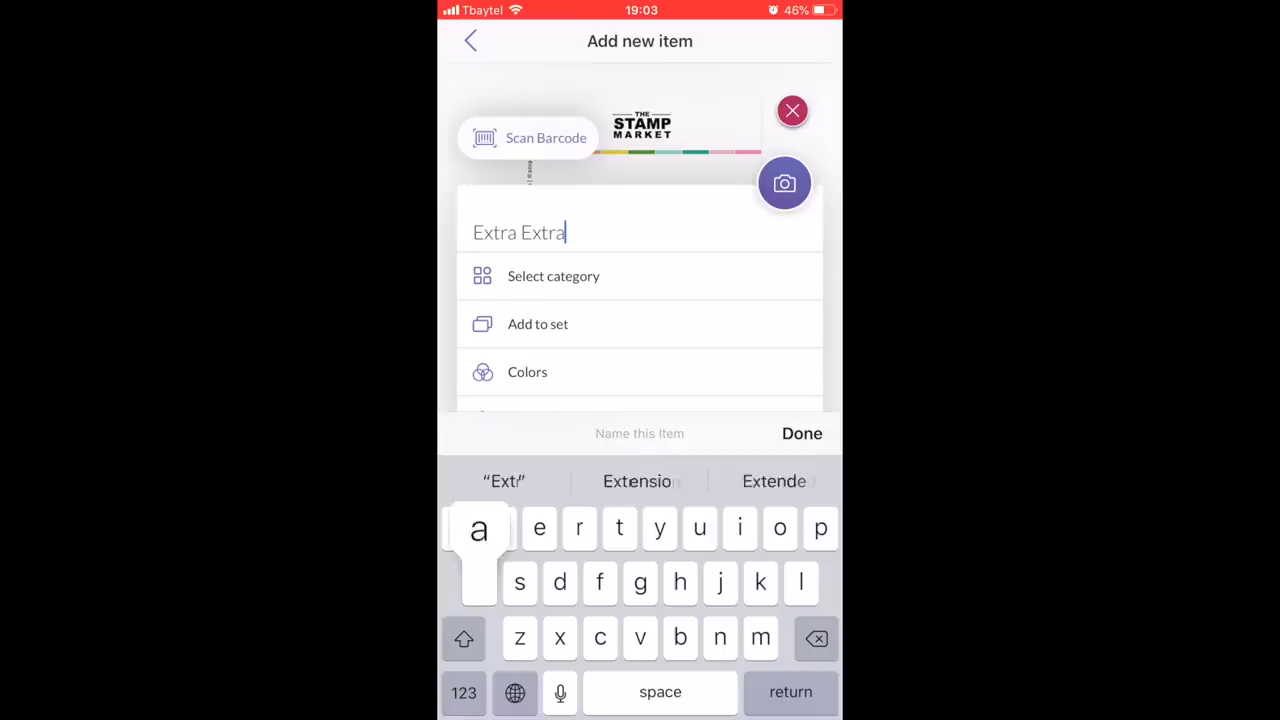 Tbaytel
19:03
46%
Add new item
Scan Barcode
THE
STAMP
MARKET
Extra Extra
Select category
Add to set
Colors
Name this Item
Done
“Extr” Extensio Extende
a e r t y u i o p
s d f g h j k l
z x c v b n m
123 space return